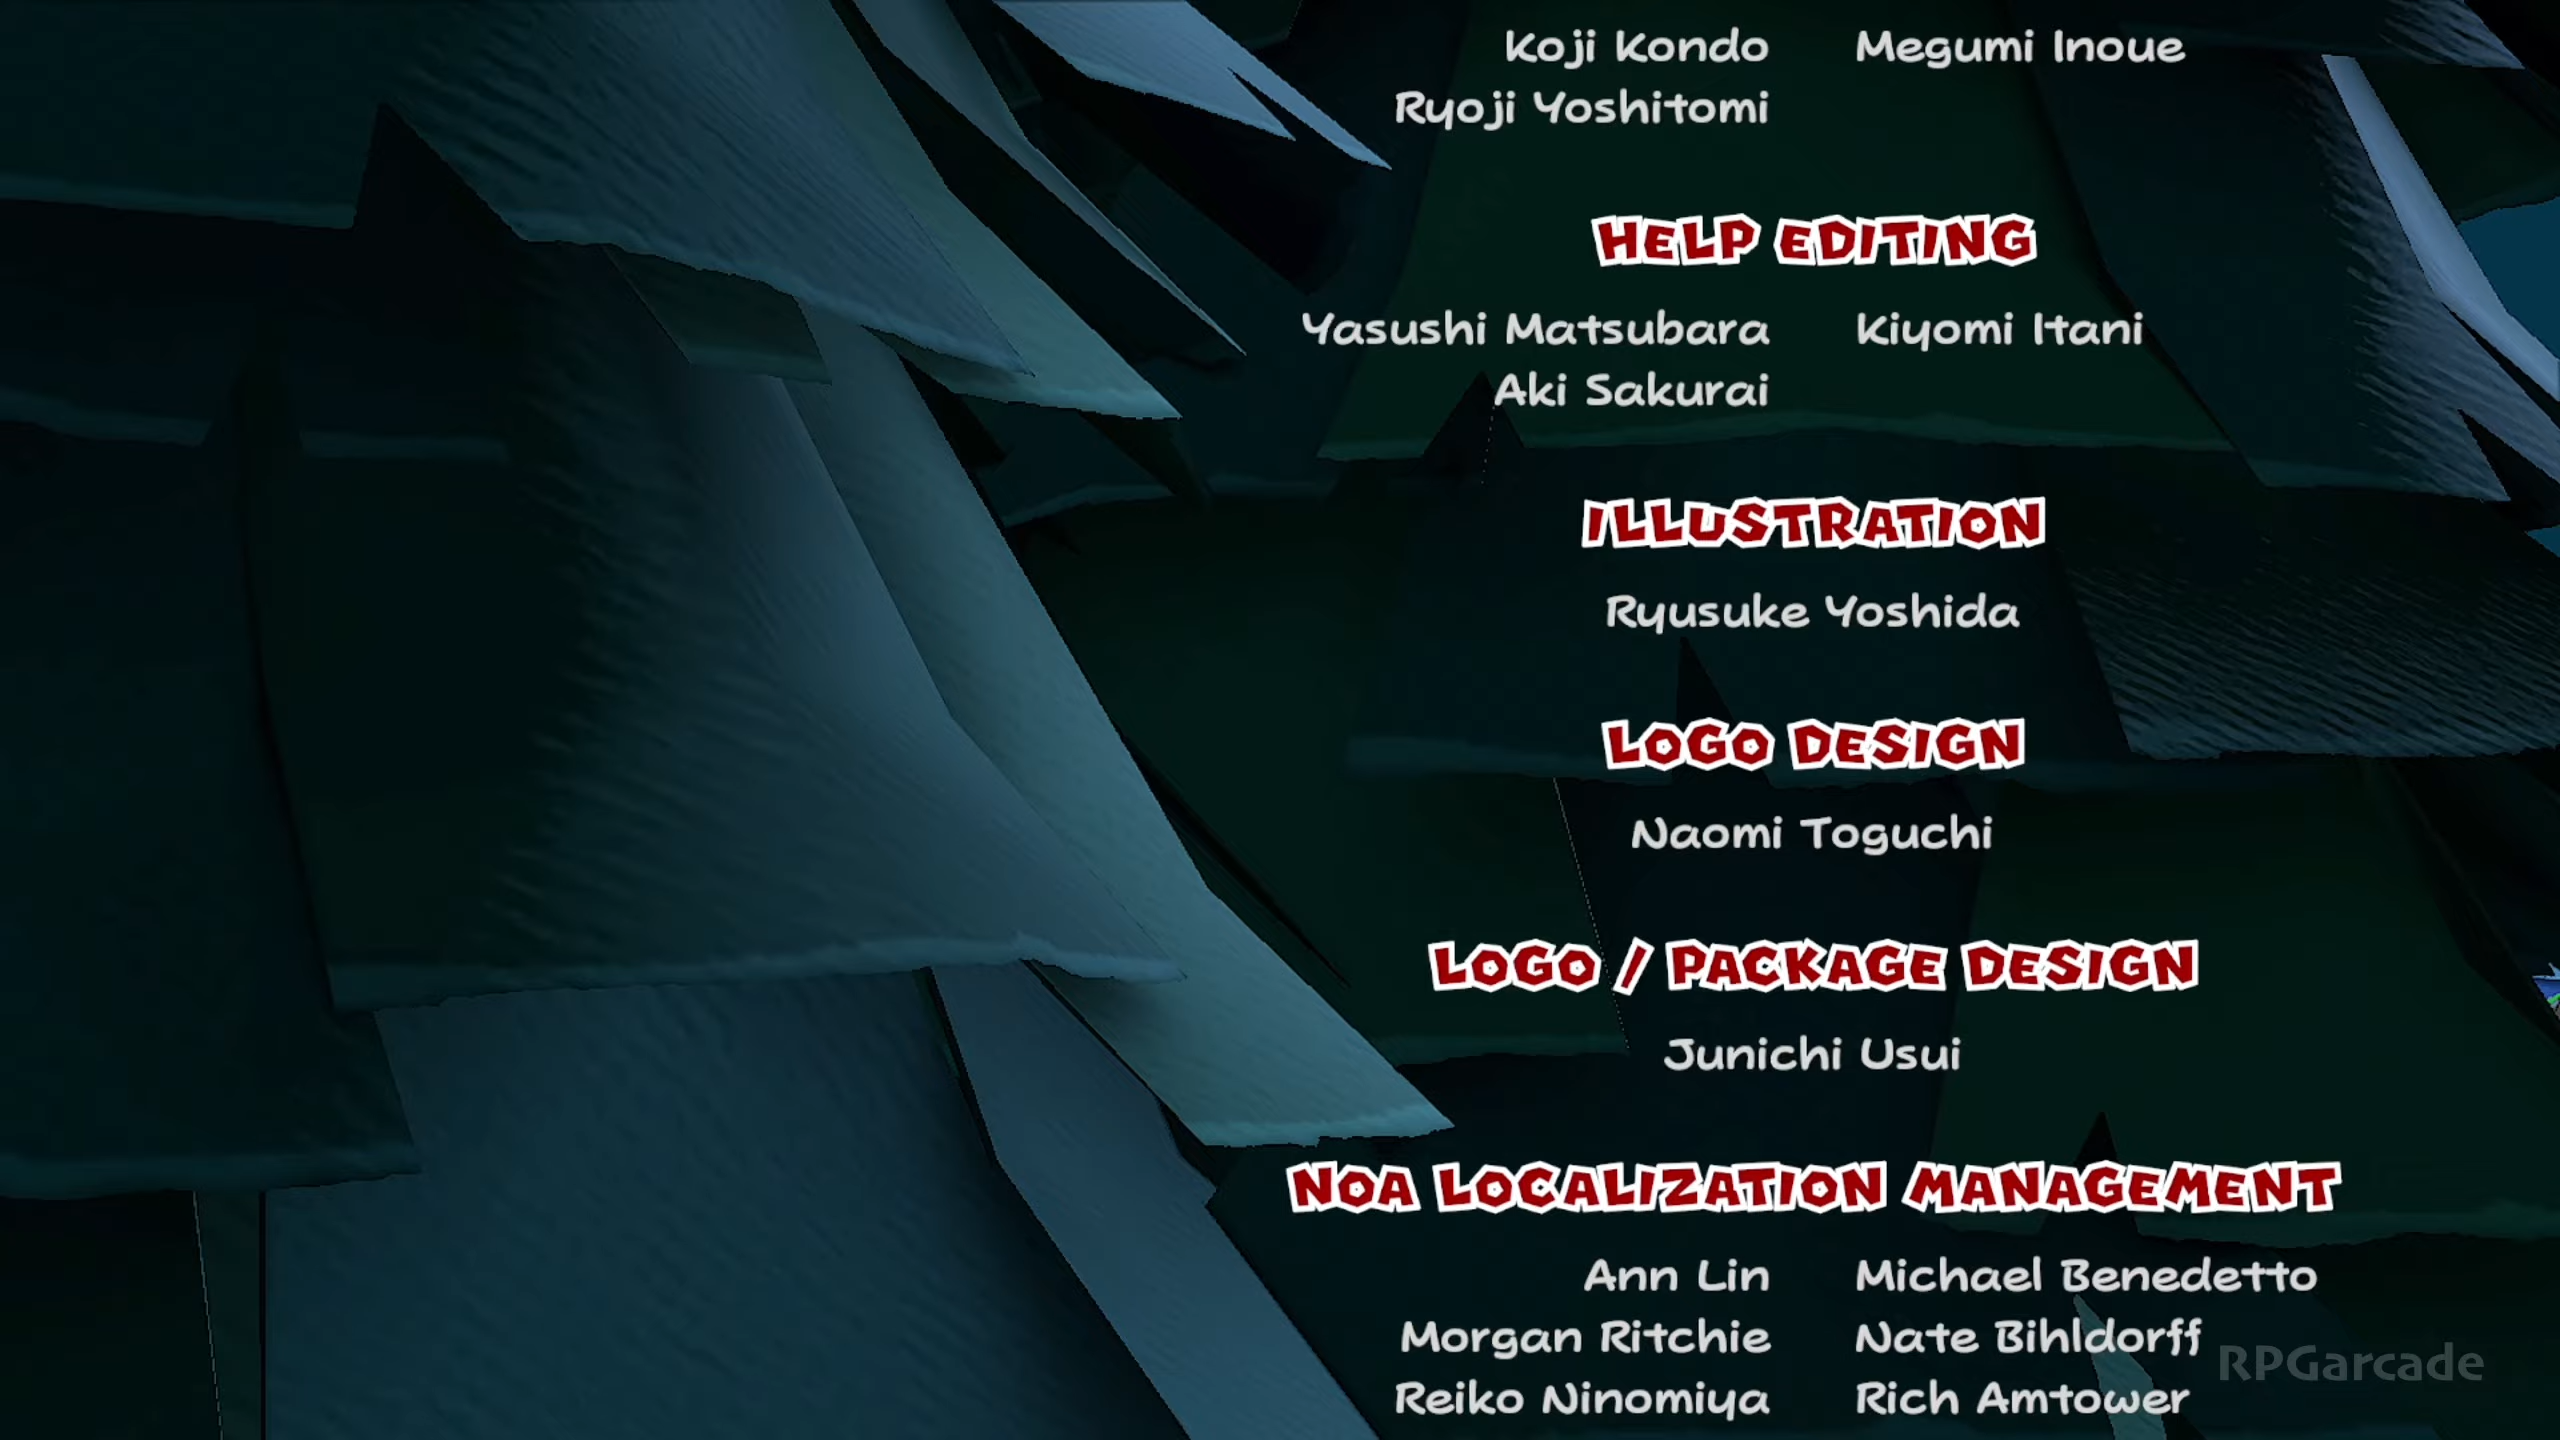 Koji Kondo Megumi Inoue
Ryoji Yoshitomi
HELP EDITING
Yasushi Matsubara Kiyomi Itani
Aki Sakurai
ILLUSTRATION
Ryusuke Yoshida
LOGO DESIGN
Naomi Toguchi
LOGO / PACKAGE DESIGN
Junichi Usui
NOA LOCALIZATION MANAGEMENT
Ann Lin Michael Benedetto
Morgan Ritchie Nate Bihldorff
RPGarcade
Reiko Ninomiya Rich Amtower